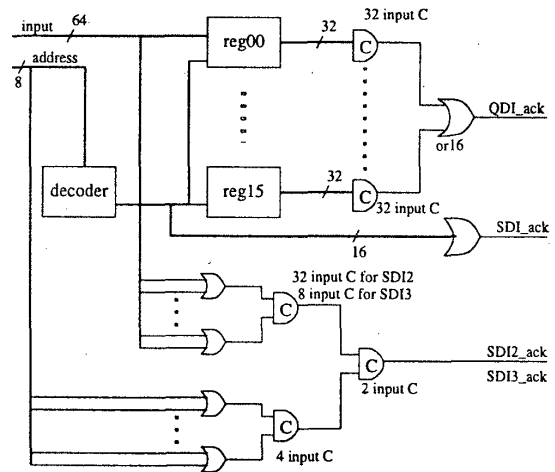 input 64
32
32 input C
reg00
C
address
8
QDI_ack
or16
decoder
reg15
32
C
32 input C
SDI_ack
16
32 input C for SDI2
8 input C for SDI3
C
SDI2_ack
C
SDI3_ack
2 input C
C
4 input C